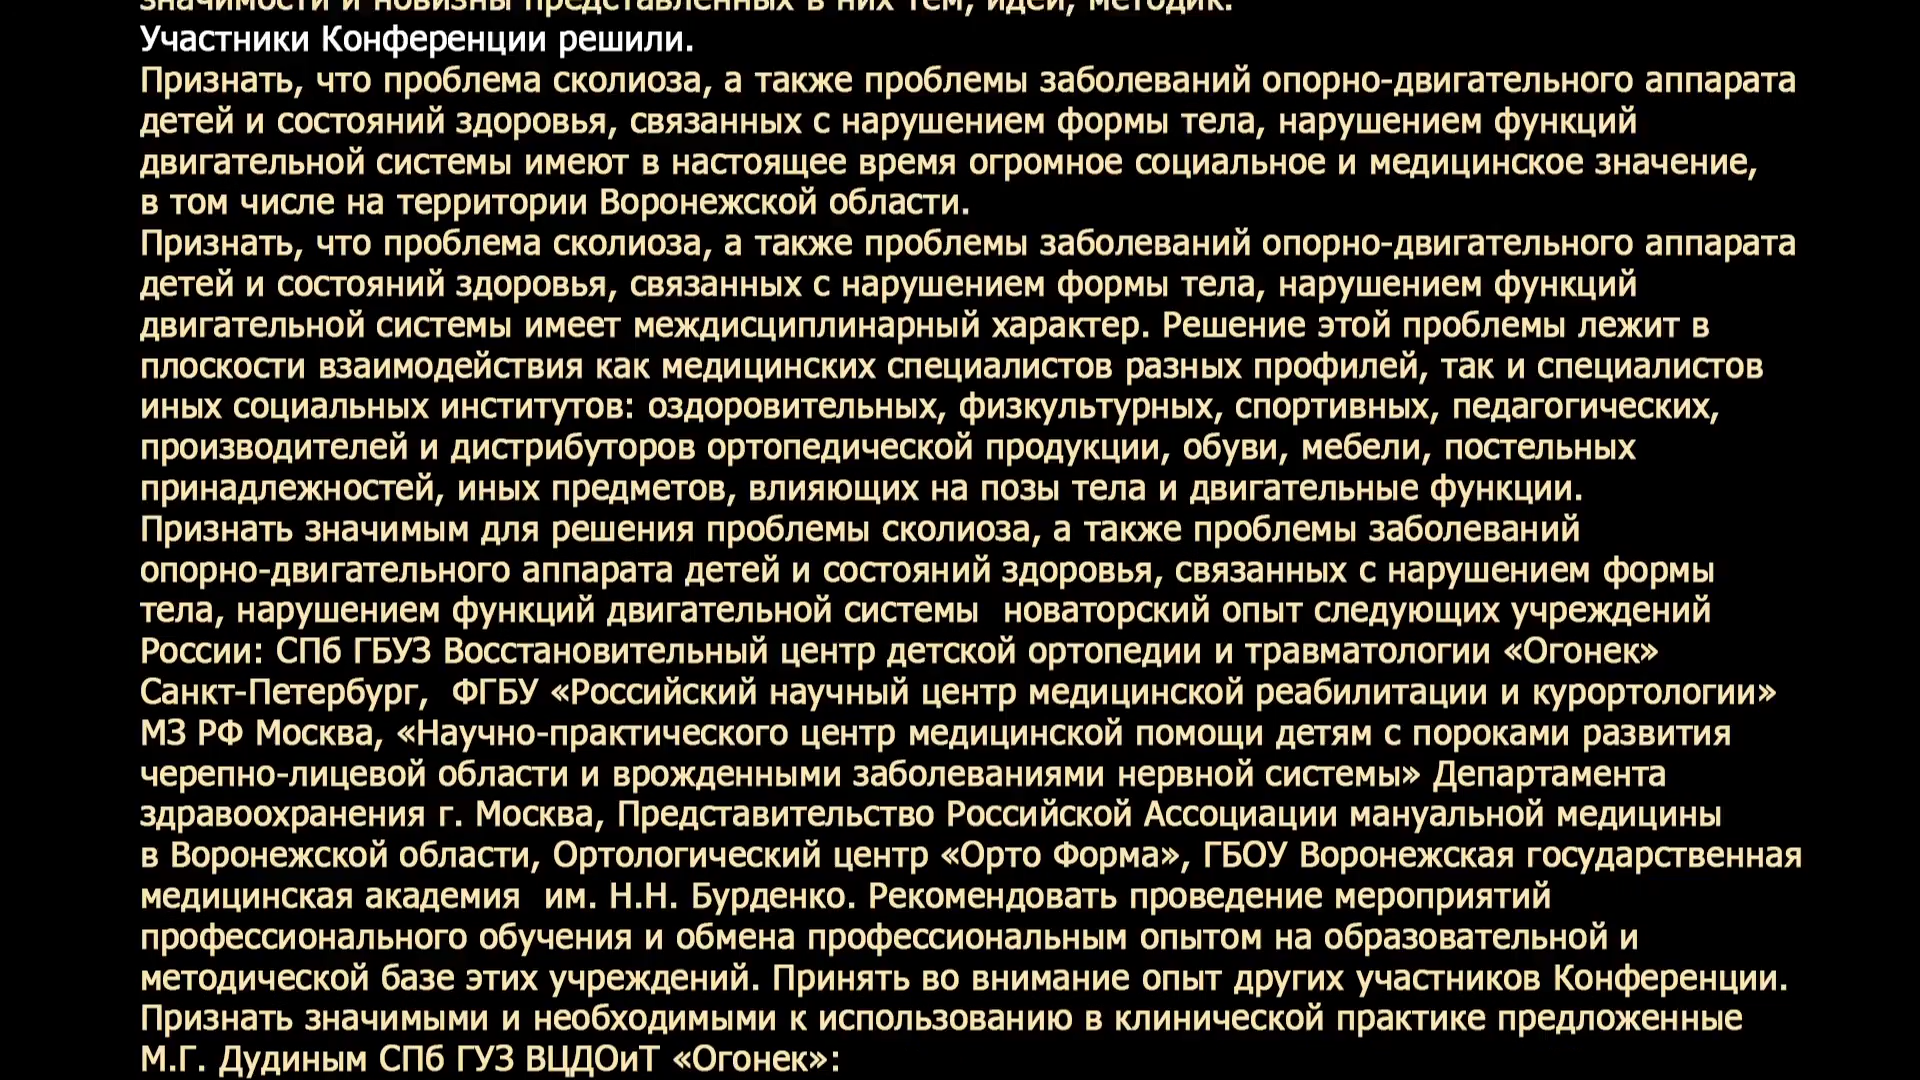 значимости и новизны представленных в них тем, идей, методик.
Участники Конференции решили.
Признать, что проблема сколиоза, а также проблемы заболеваний опорно-двигательного аппарата
детей и состояний здоровья, связанных с нарушением формы тела, нарушением функций
двигательной системы имеют в настоящее время огромное социальное и медицинское значение,
в том числе на территории Воронежской области.
Признать, что проблема сколиоза, а также проблемы заболеваний опорно-двигательного аппарата
детей и состояний здоровья, связанных с нарушением формы тела, нарушением функций
двигательной системы имеет междисциплинарный характер. Решение этой проблемы лежит в
плоскости взаимодействия как медицинских специалистов разных профилей, так и специалистов
иных социальных институтов: оздоровительных, физкультурных, спортивных, педагогических,
производителей и дистрибуторов ортопедической продукции, обуви, мебели, постельных
принадлежностей, иных предметов, влияющих на позы тела и двигательные функции.
Признать значимым для решения проблемы сколиоза, а также проблемы заболеваний
опорно-двигательного аппарата детей и состояний здоровья, связанных с нарушением формы
тела, нарушением функций двигательной системы  новаторский опыт следующих учреждений
России: СПб ГБУЗ Восстановительный центр детской ортопедии и травматологии «Огонек»
Санкт-Петербург,  ФГБУ «Российский научный центр медицинской реабилитации и курортологии»
МЗ РФ Москва, «Научно-практического центр медицинской помощи детям с пороками развития
черепно-лицевой области и врожденными заболеваниями нервной системы» Департамента
здравоохранения г. Москва, Представительство Российской Ассоциации мануальной медицины
в Воронежской области, Ортологический центр «Орто Форма», ГБОУ Воронежская государственная
медицинская академия  им. Н.Н. Бурденко. Рекомендовать проведение мероприятий
профессионального обучения и обмена профессиональным опытом на образовательной и
методической базе этих учреждений. Принять во внимание опыт других участников Конференции.
Признать значимыми и необходимыми к использованию в клинической практике предложенные
М.Г. Дудиным СПб ГУЗ ВЦДОиТ «Огонек»: